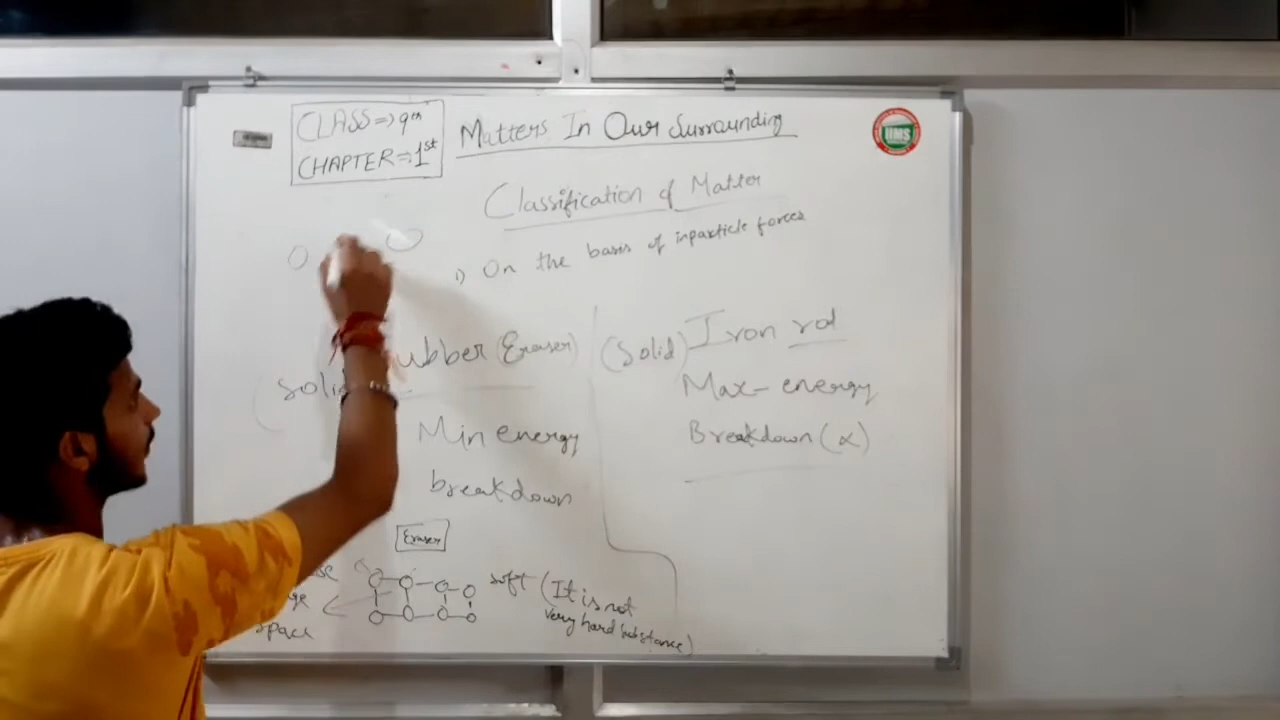 CLASS => 9th
CHAPTER => 1st
Matters In Our Surrounding
IIMS
Classification of Matter
1) On the basis of inparticle forces
ubber (Eraser)
(solid
Min energy
breakdown
(Solid) Iron rod
Max- energy
Breakdown (x)
Eraser
soft (It is not
very hard substance)
space